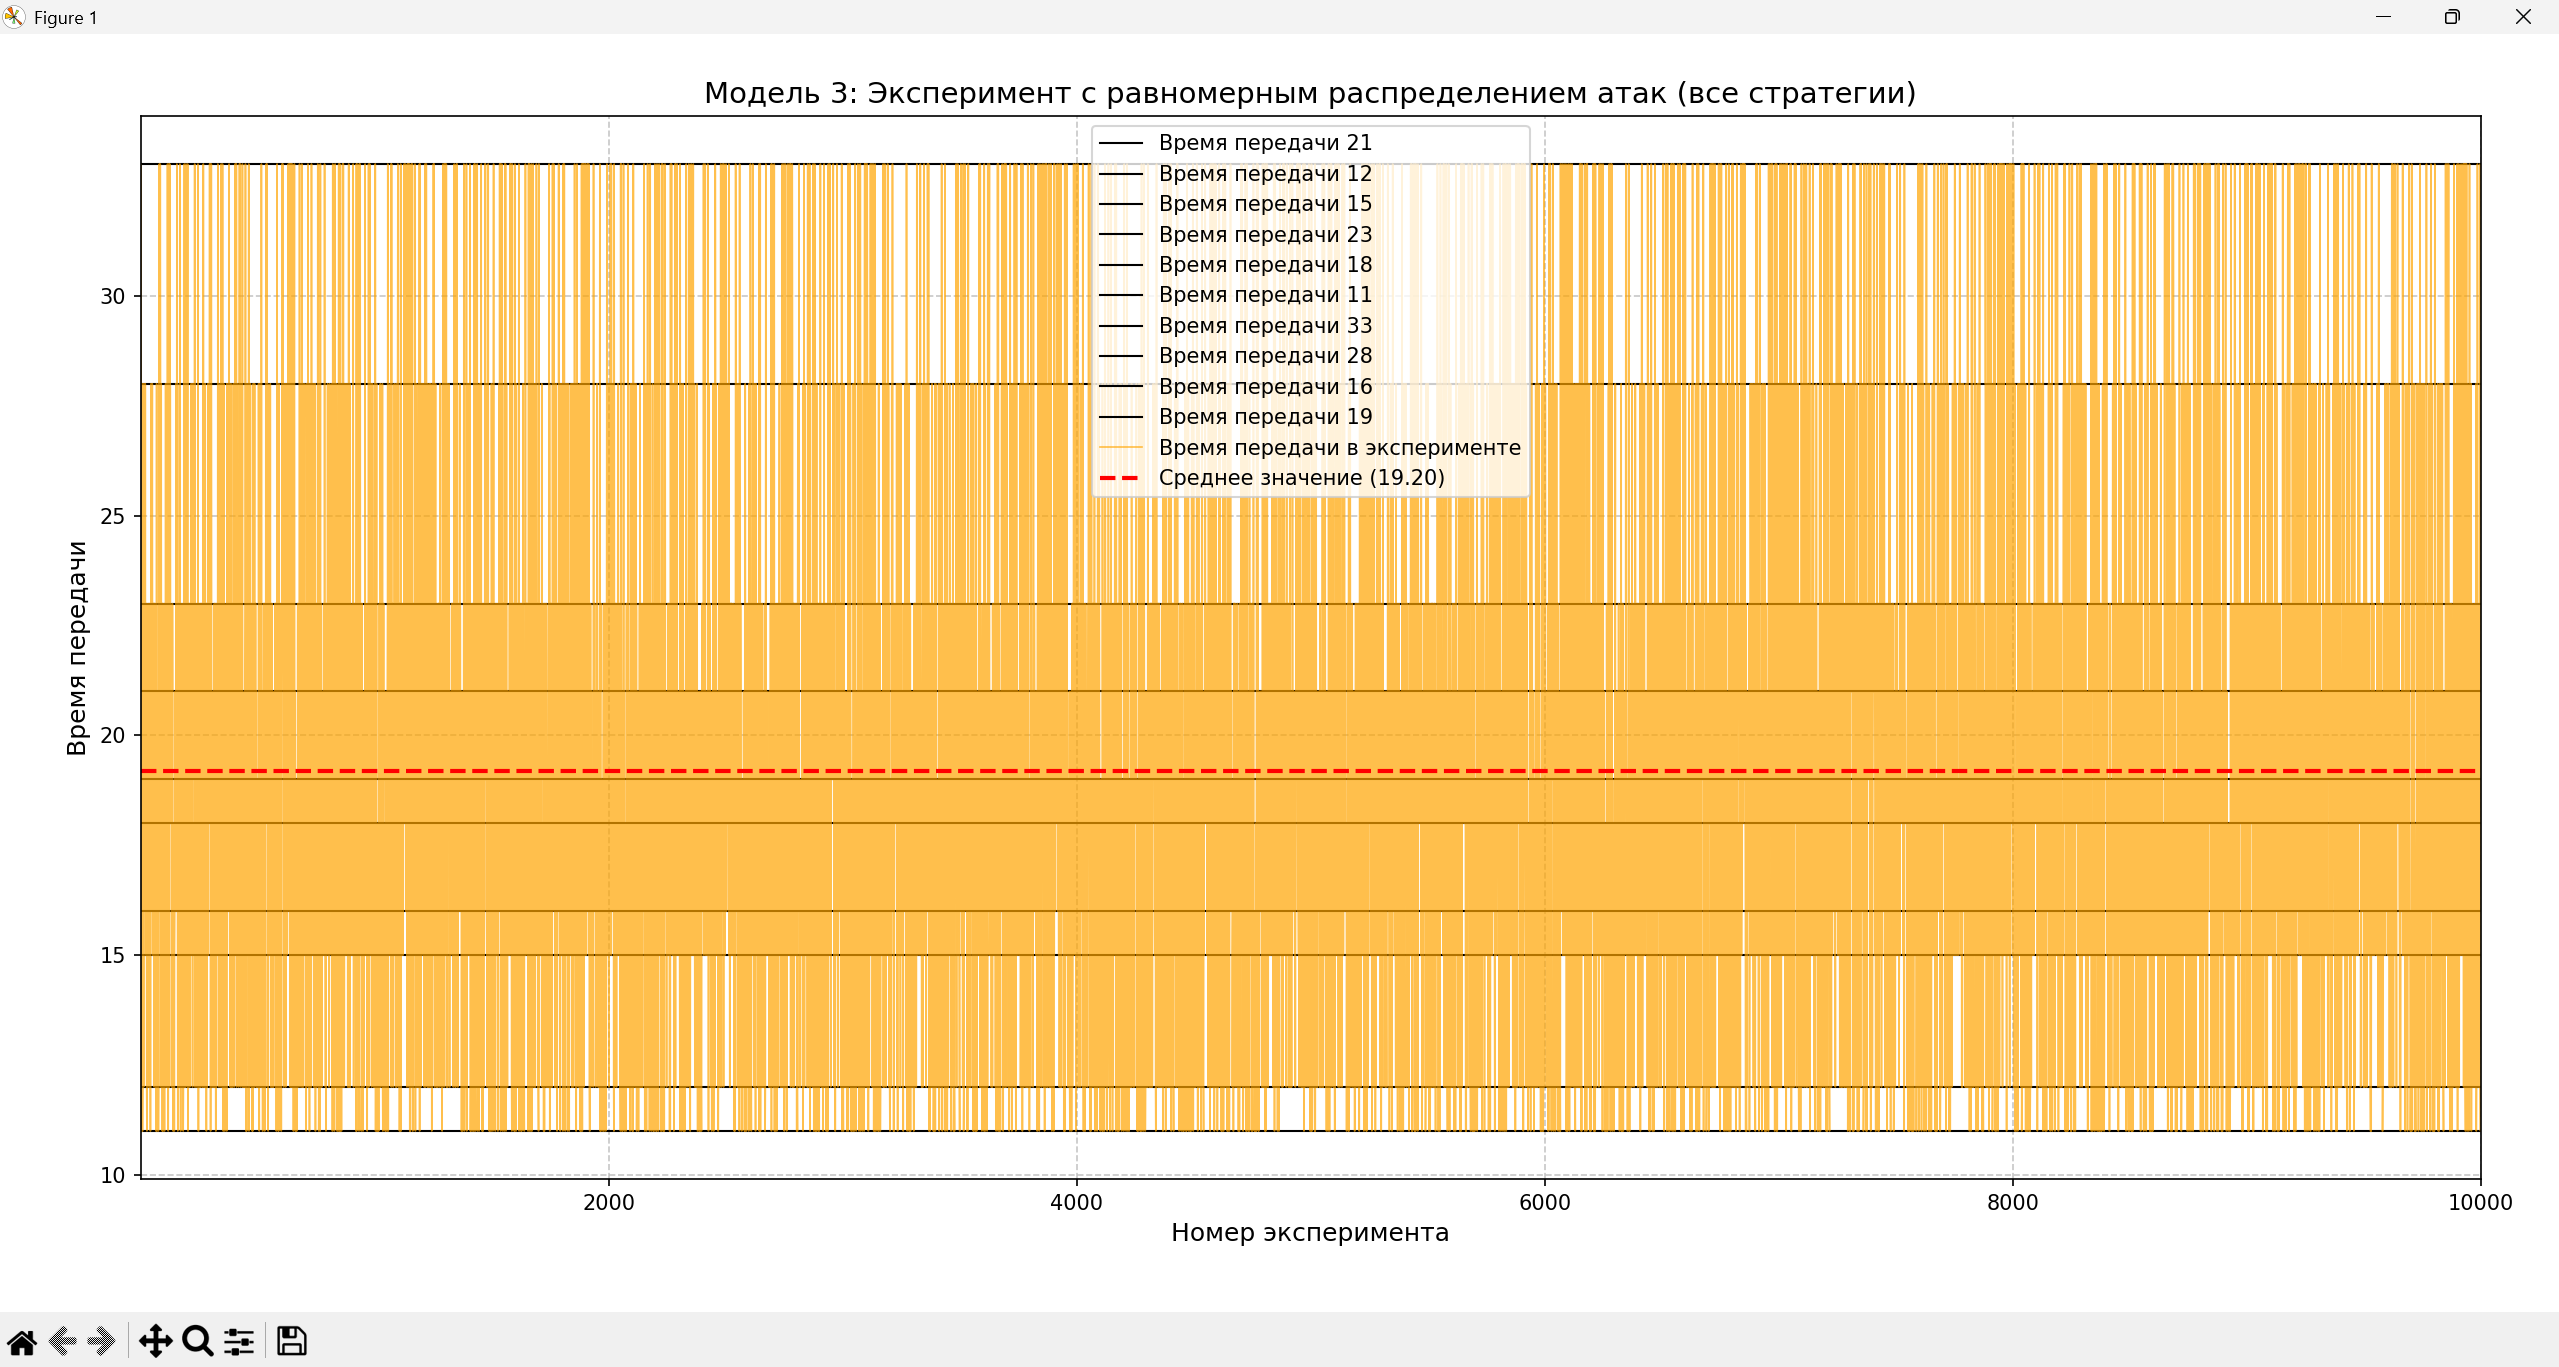 Figure 1
Модель 3: Эксперимент с равномерным распределением атак (все стратегии)
Время передачи 21
Время передачи 12
Время передачи 15
Время передачи 23
Время передачи 18
Время передачи 11
Время передачи 33
Время передачи 28
Время передачи 16
Время передачи 19
Время передачи в эксперименте
Среднее значение (19.20)
Время передачи
30
25
20
15
10
2000 4000 6000 8000 10000
Номер эксперимента